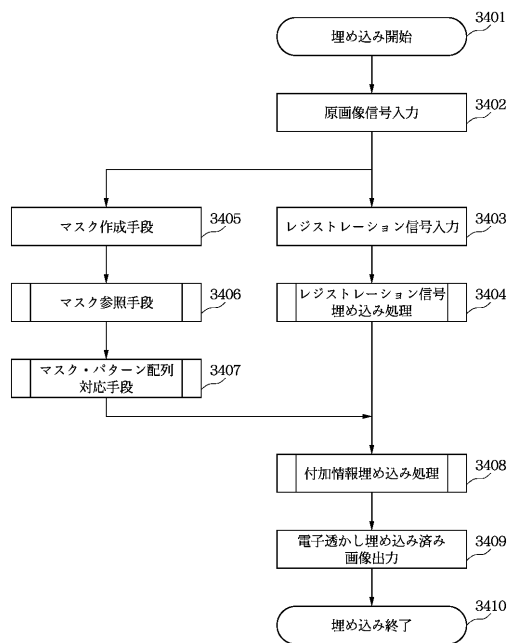 埋め込み開始
3401
原画像信号入力
3402
マスク作成手段
3405
レジストレーション信号入力
3403
マスク参照手段
3406
レジストレーション信号
埋め込み処理
3404
マスク・パターン配列
対応手段
3407
付加情報埋め込み処理
3408
電子透かし埋め込み済み
画像出力
3409
埋め込み終了
3410